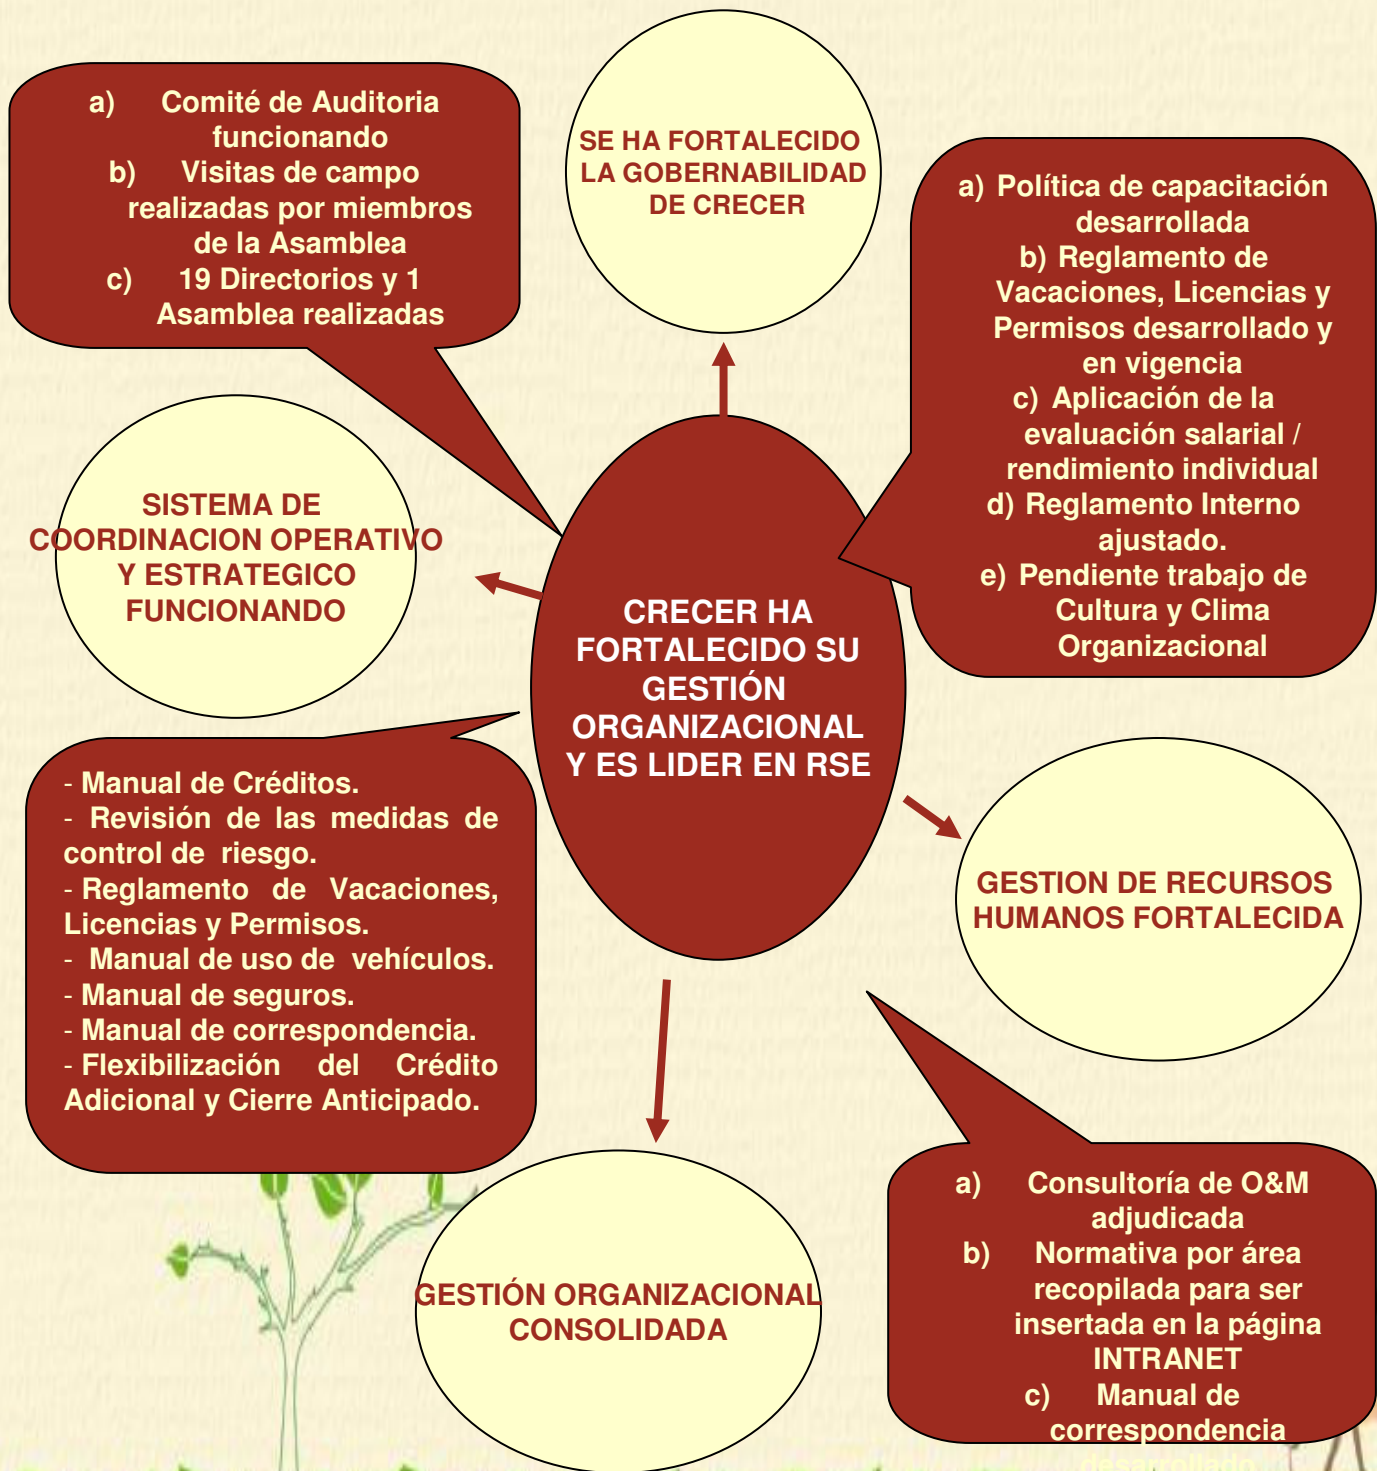 a) Comité de Auditoria
funcionando
b) Visitas de campo
realizadas por miembros
de la Asamblea
c) 19 Directorios y 1
Asamblea realizadas
SE HA FORTALECIDO
LA GOBERNABILIDAD
DE CRECER
a) Política de capacitación
desarrollada
b) Reglamento de
Vacaciones, Licencias y
Permisos desarrollado y
en vigencia
c) Aplicación de la
evaluación salarial /
rendimiento individual
d) Reglamento Interno
ajustado.
e) Pendiente trabajo de
Cultura y Clima
Organizacional
SISTEMA DE
COORDINACION OPERATIVO
Y ESTRATEGICO
FUNCIONANDO
CRECER HA
FORTALECIDO SU
GESTIÓN
ORGANIZACIONAL
Y ES LIDER EN RSE
- Manual de Créditos.
- Revisión de las medidas de
control de riesgo.
- Reglamento de Vacaciones,
Licencias y Permisos.
- Manual de uso de vehículos.
- Manual de seguros.
- Manual de correspondencia.
- Flexibilización del Crédito
Adicional y Cierre Anticipado.
GESTION DE RECURSOS
HUMANOS FORTALECIDA
GESTIÓN ORGANIZACIONAL
CONSOLIDADA
a) Consultoría de O&M
adjudicada
b) Normativa por área
recopilada para ser
insertada en la página
INTRANET
c) Manual de
correspondencia
desarrollado